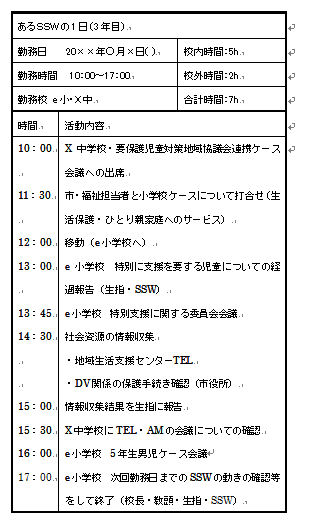 あるSSWの1日(3年目)
勤務日　20××年〇月×日( )　校内時間:5h
勤務時間　10:00~17:00　校外時間:2h
勤務校 e小・X中　合計時間:7h
時間　活動内容
10:00　X 中学校・要保護児童対策地域協議会連携ケース
会議への出席
11:30　市・福祉担当者と小学校ケースについて打合せ(生
活保護・ひとり親家庭へのサービス)
12:00　移動(e小学校へ)
13:00　e 小学校　特別に支援を要する児童についての経
過報告(生指・SSW)
13:45　e小学校　特別支援に関する委員会会議
14:30　社会資源の情報収集
・地域生活支援センターTEL
・DV関係の保護手続き確認(市役所)
15:00　情報収集結果を生指に報告
15:30　X中学校にTEL・AMの会議についての確認
16:00　e小学校　5年生男児ケース会議
17:00　e小学校　次回勤務日までのSSWの動きの確認等
をして終了(校長・教頭・生指・SSW)